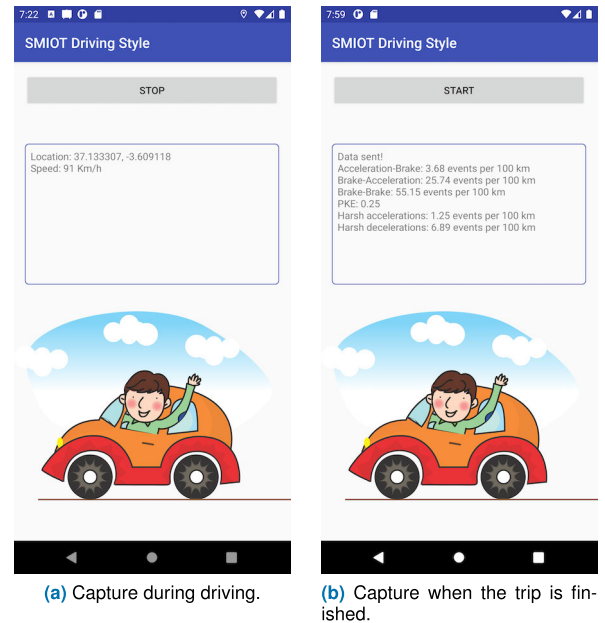 7:22
SMIOT Driving Style
STOP
Location: 37.133307, -3.609118
Speed: 91 Km/h
(a) Capture during driving.
7:59
SMIOT Driving Style
START
Data sent!
Acceleration-Brake: 3.68 events per 100 km
Brake-Acceleration: 25.74 events per 100 km
Brake-Brake: 55.15 events per 100 km
PKE: 0.25
Harsh accelerations: 1.25 events per 100 km
Harsh decelerations: 6.89 events per 100 km
(b) Capture when the trip is fin-
ished.